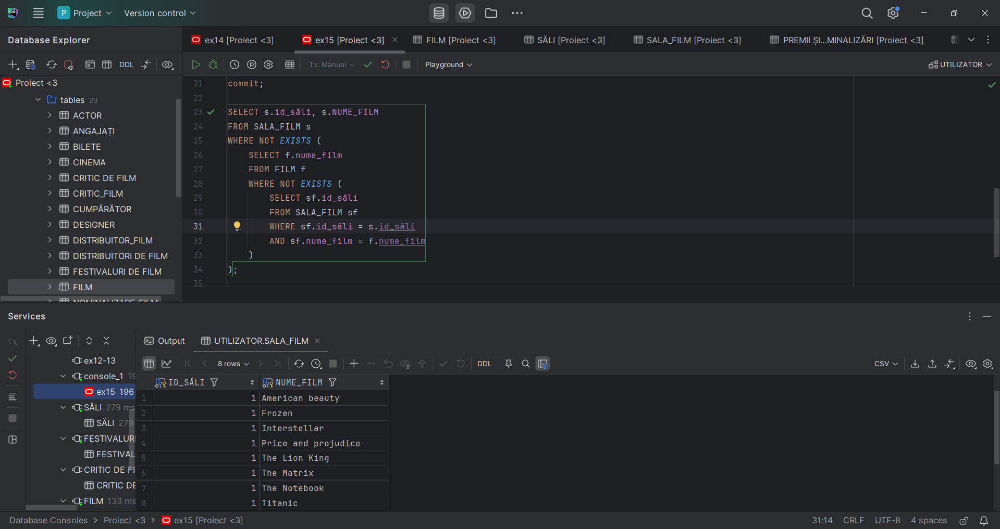 DG
P Project
Version control
Database Explorer
ex14 [Proiect <3]
ex15 [Proiect <3]
FILM [Proiect <3]
SĂLI [Proiect <3]
SALA_FILM [Proiect <3]
PREMII ȘI...MINALIZĂRI [Proiect <3]
DDL
Tx: Manual
Playground
UTILIZATOR
Proiect <3
tables 23
ACTOR
ANGAJAȚI
BILETE
CINEMA
CRITIC DE FILM
CRITIC_FILM
CUMPĂRĂTOR
DESIGNER
DISTRIBUITOR_FILM
DISTRIBUITORI DE FILM
FESTIVALURI DE FILM
FILM
NOMINALIZARE_FILM
21 commit;
22
23 SELECT s.id_săli, s.NUME_FILM
24 FROM SALA_FILM s
25 WHERE NOT EXISTS (
26 SELECT f.nume_film
27 FROM FILM f
28 WHERE NOT EXISTS (
29 SELECT sf.id_săli
30 FROM SALA_FILM sf
31 WHERE sf.id_săli = s.id_săli
32 AND sf.nume_film = f.nume_film
33 )
34 );
35
Services
Tx
ex12-13
console_1 19
ex15 196
SĂLI 279 ms
SĂLI 279
FESTIVALUR
FESTIVAL
CRITIC DE FI
CRITIC DE
FILM 133 ms
Output
UTILIZATOR.SALA_FILM
8 rows
DDL
CSV
ID_SĂLI NUME_FILM
1 1 American beauty
2 1 Frozen
3 1 Interstellar
4 1 Price and prejudice
5 1 The Lion King
6 1 The Matrix
7 1 The Notebook
8 1 Titanic
Database Consoles > Proiect <3 > ex15 [Proiect <3]
31:14 CRLF UTF-8 4 spaces